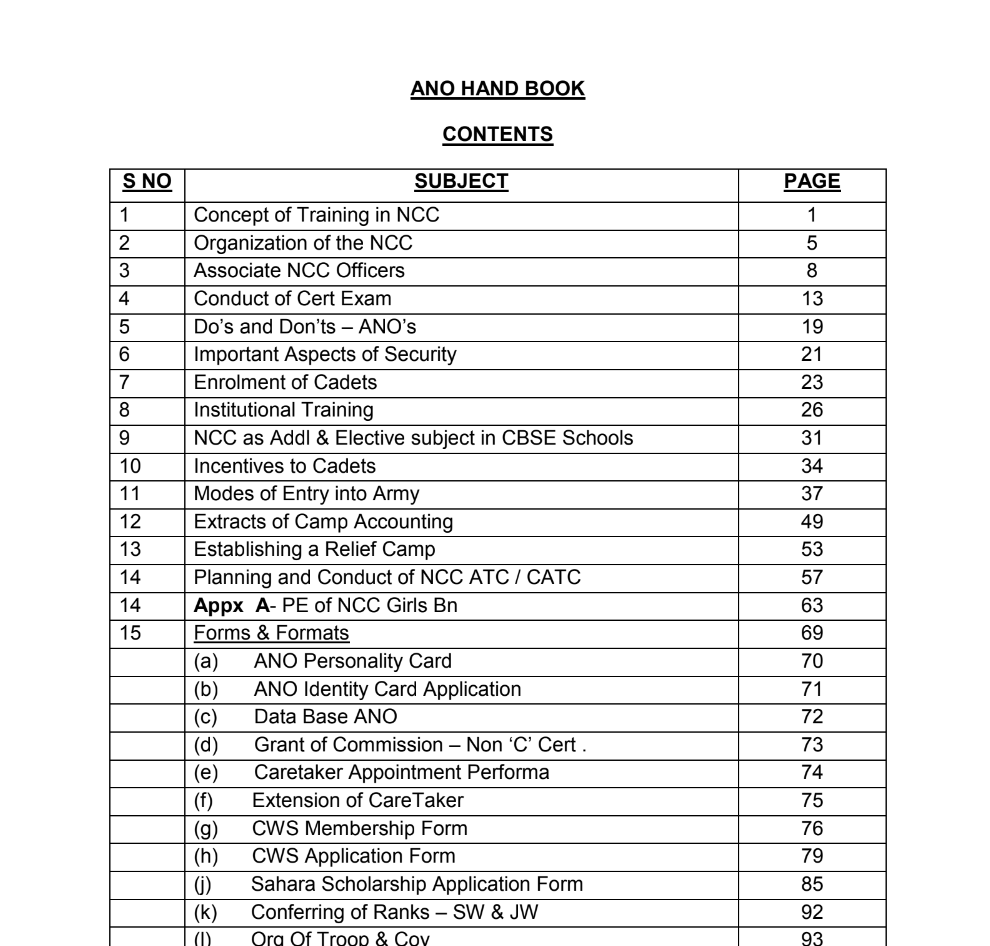 ANO HAND BOOK
CONTENTS
S NO SUBJECT PAGE
1 Concept of Training in NCC 1
2 Organization of the NCC 5
3 Associate NCC Officers 8
4 Conduct of Cert Exam 13
5 Do’s and Don’ts – ANO’s 19
6 Important Aspects of Security 21
7 Enrolment of Cadets 23
8 Institutional Training 26
9 NCC as Addl & Elective subject in CBSE Schools 31
10 Incentives to Cadets 34
11 Modes of Entry into Army 37
12 Extracts of Camp Accounting 49
13 Establishing a Relief Camp 53
14 Planning and Conduct of NCC ATC / CATC 57
14 Appx A- PE of NCC Girls Bn 63
15 Forms & Formats 69
(a) ANO Personality Card 70
(b) ANO Identity Card Application 71
(c) Data Base ANO 72
(d) Grant of Commission – Non ‘C’ Cert . 73
(e) Caretaker Appointment Performa 74
(f) Extension of CareTaker 75
(g) CWS Membership Form 76
(h) CWS Application Form 79
(j) Sahara Scholarship Application Form 85
(k) Conferring of Ranks – SW & JW 92
(l) Org Of Troop & Coy 93